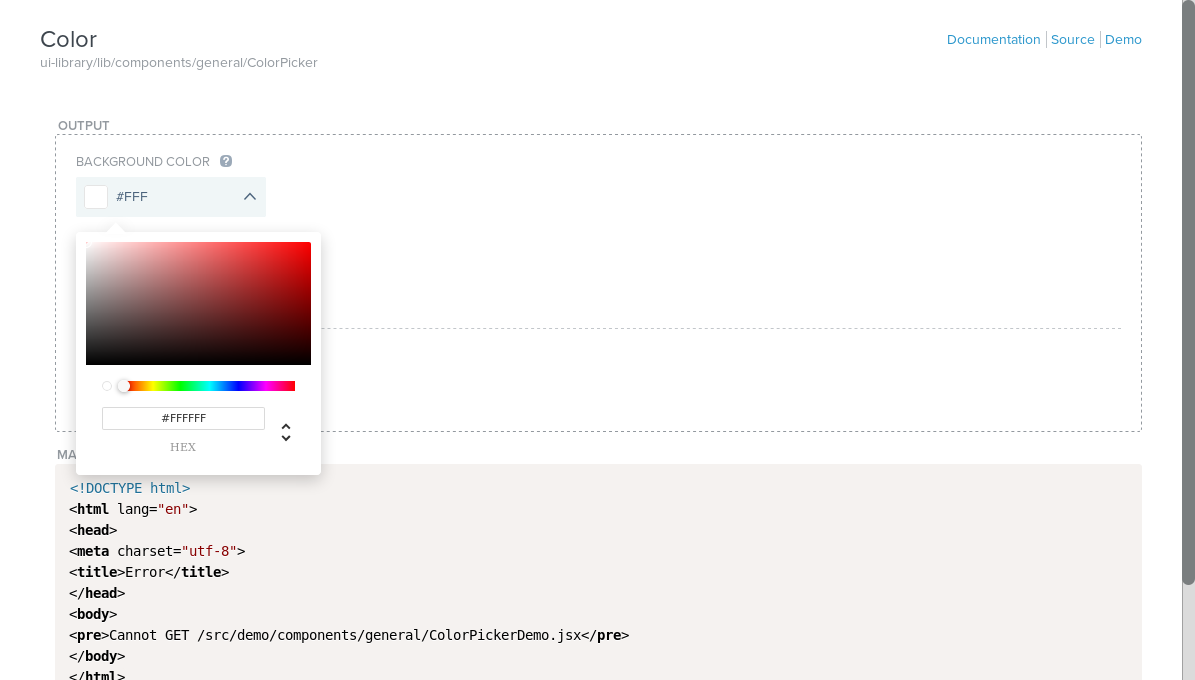 Color
Documentation
Source
Demo
ui-library/lib/components/general/ColorPicker
OUTPUT
BACKGROUND COLOR ?
#FFF
#FFFFFF
HEX
MA
<!DOCTYPE html>
<html lang="en">
<head>
<meta charset="utf-8">
<title>Error</title>
</head>
<body>
<pre>Cannot GET /src/demo/components/general/ColorPickerDemo.jsx</pre>
</body>
</html>